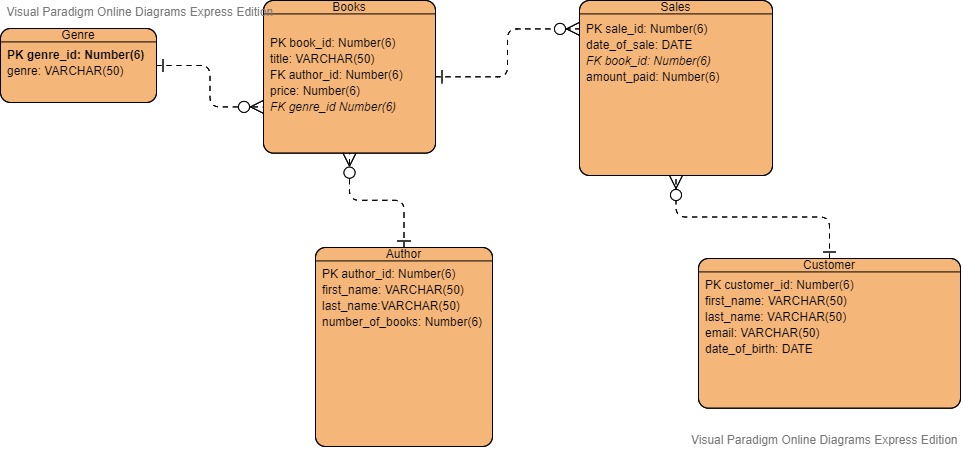 Visual Paradigm Online Diagrams Express Edition
Genre
PK genre_id: Number(6)
genre: VARCHAR(50)
Books
PK book_id: Number(6)
title: VARCHAR(50)
FK author_id: Number(6)
price: Number(6)
FK genre_id Number(6)
Sales
PK sale_id: Number(6)
date_of_sale: DATE
FK book_id: Number(6)
amount_paid: Number(6)
Author
PK author_id: Number(6)
first_name: VARCHAR(50)
last_name:VARCHAR(50)
number_of_books: Number(6)
Customer
PK customer_id: Number(6)
first_name: VARCHAR(50)
last_name: VARCHAR(50)
email: VARCHAR(50)
date_of_birth: DATE
Visual Paradigm Online Diagrams Express Edition